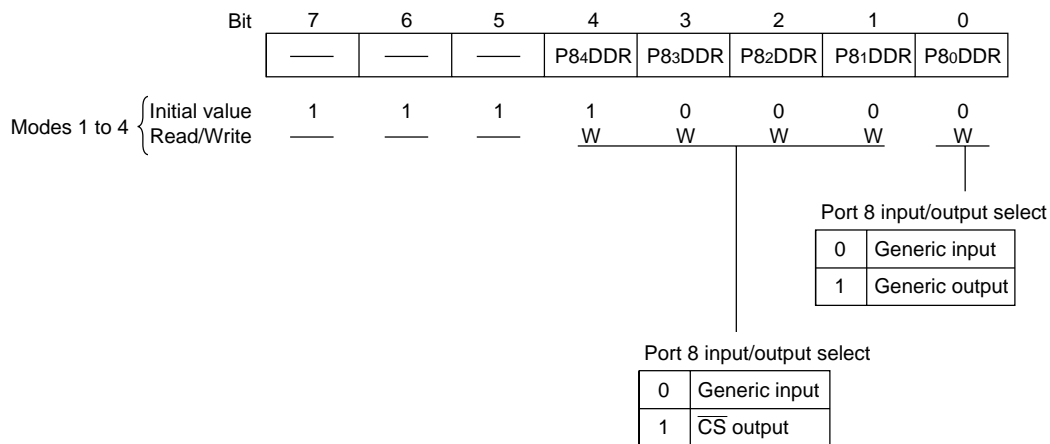 Bit 7 6 5 4 3 2 1 0
— — — P84DDR P83DDR P82DDR P81DDR P80DDR
Modes 1 to 4 { Initial value 1 1 1 1 0 0 0 0
Read/Write — — — W W W W W
Port 8 input/output select
0 Generic input
1 Generic output
Port 8 input/output select
0 Generic input
1 C̅S̅ output